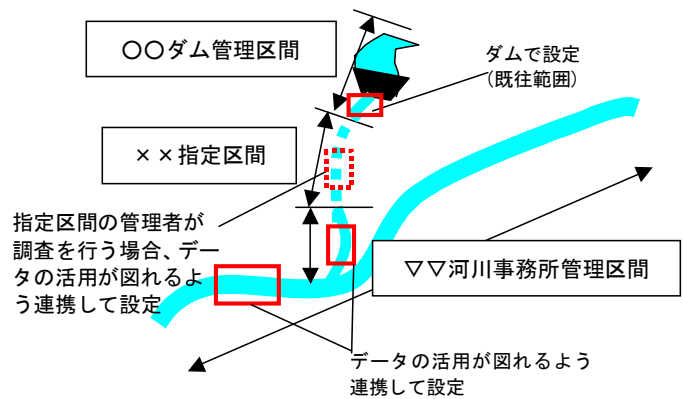 〇〇ダム管理区間
ダムで設定
(既往範囲)
××指定区間
指定区間の管理者が
調査を行う場合、デー
タの活用が図れるよ
う連携して設定
▽▽河川事務所管理区間
データの活用が図れるよう
連携して設定